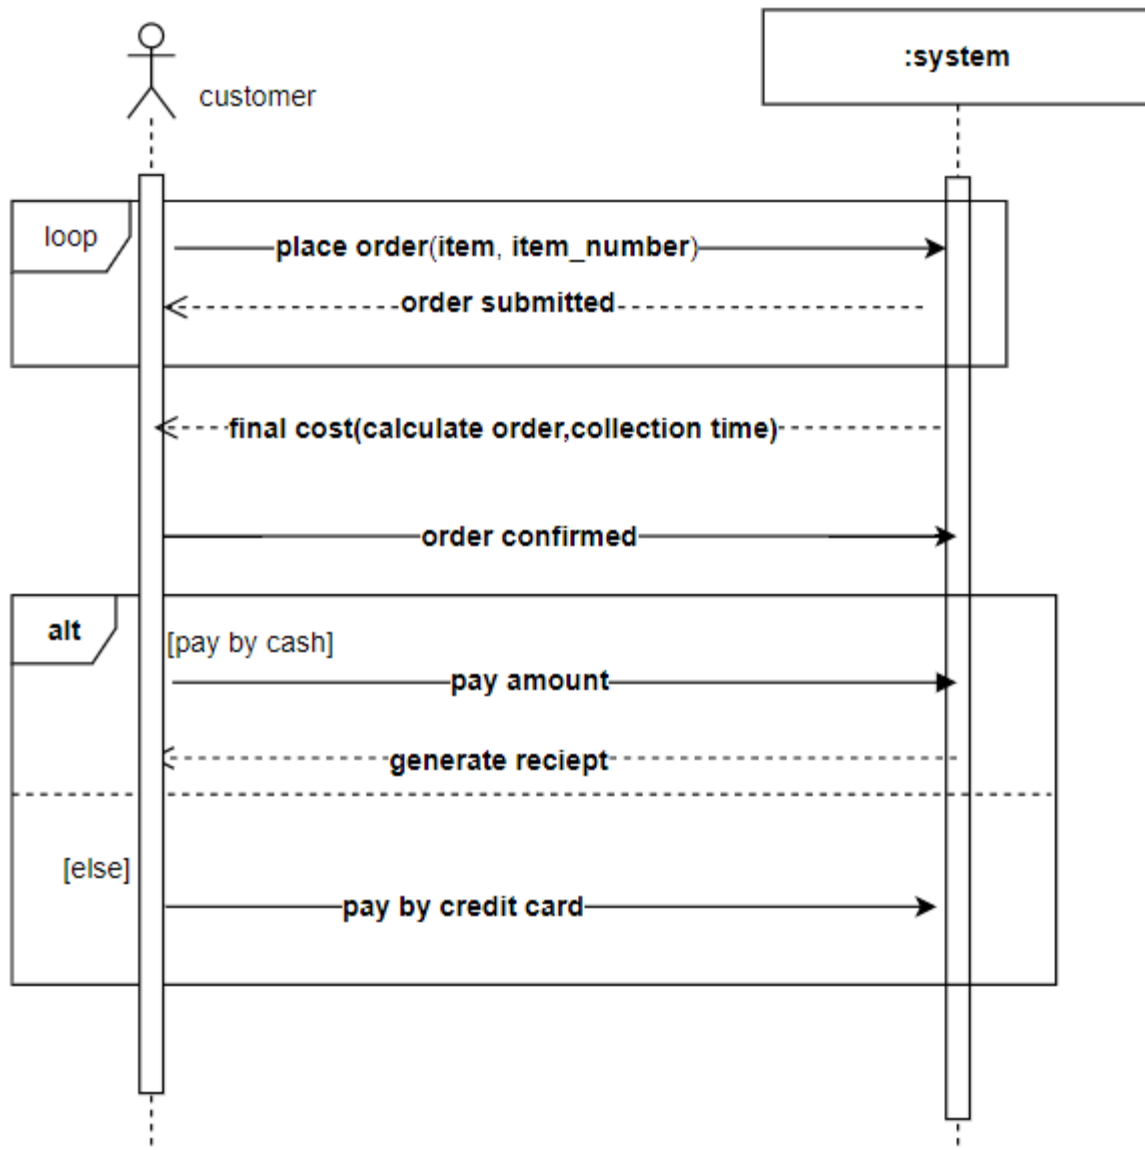 customer
:system
loop
place order(item, item_number)
order submitted
final cost(calculate order,collection time)
order confirmed
alt
[pay by cash]
pay amount
generate reciept
[else]
pay by credit card